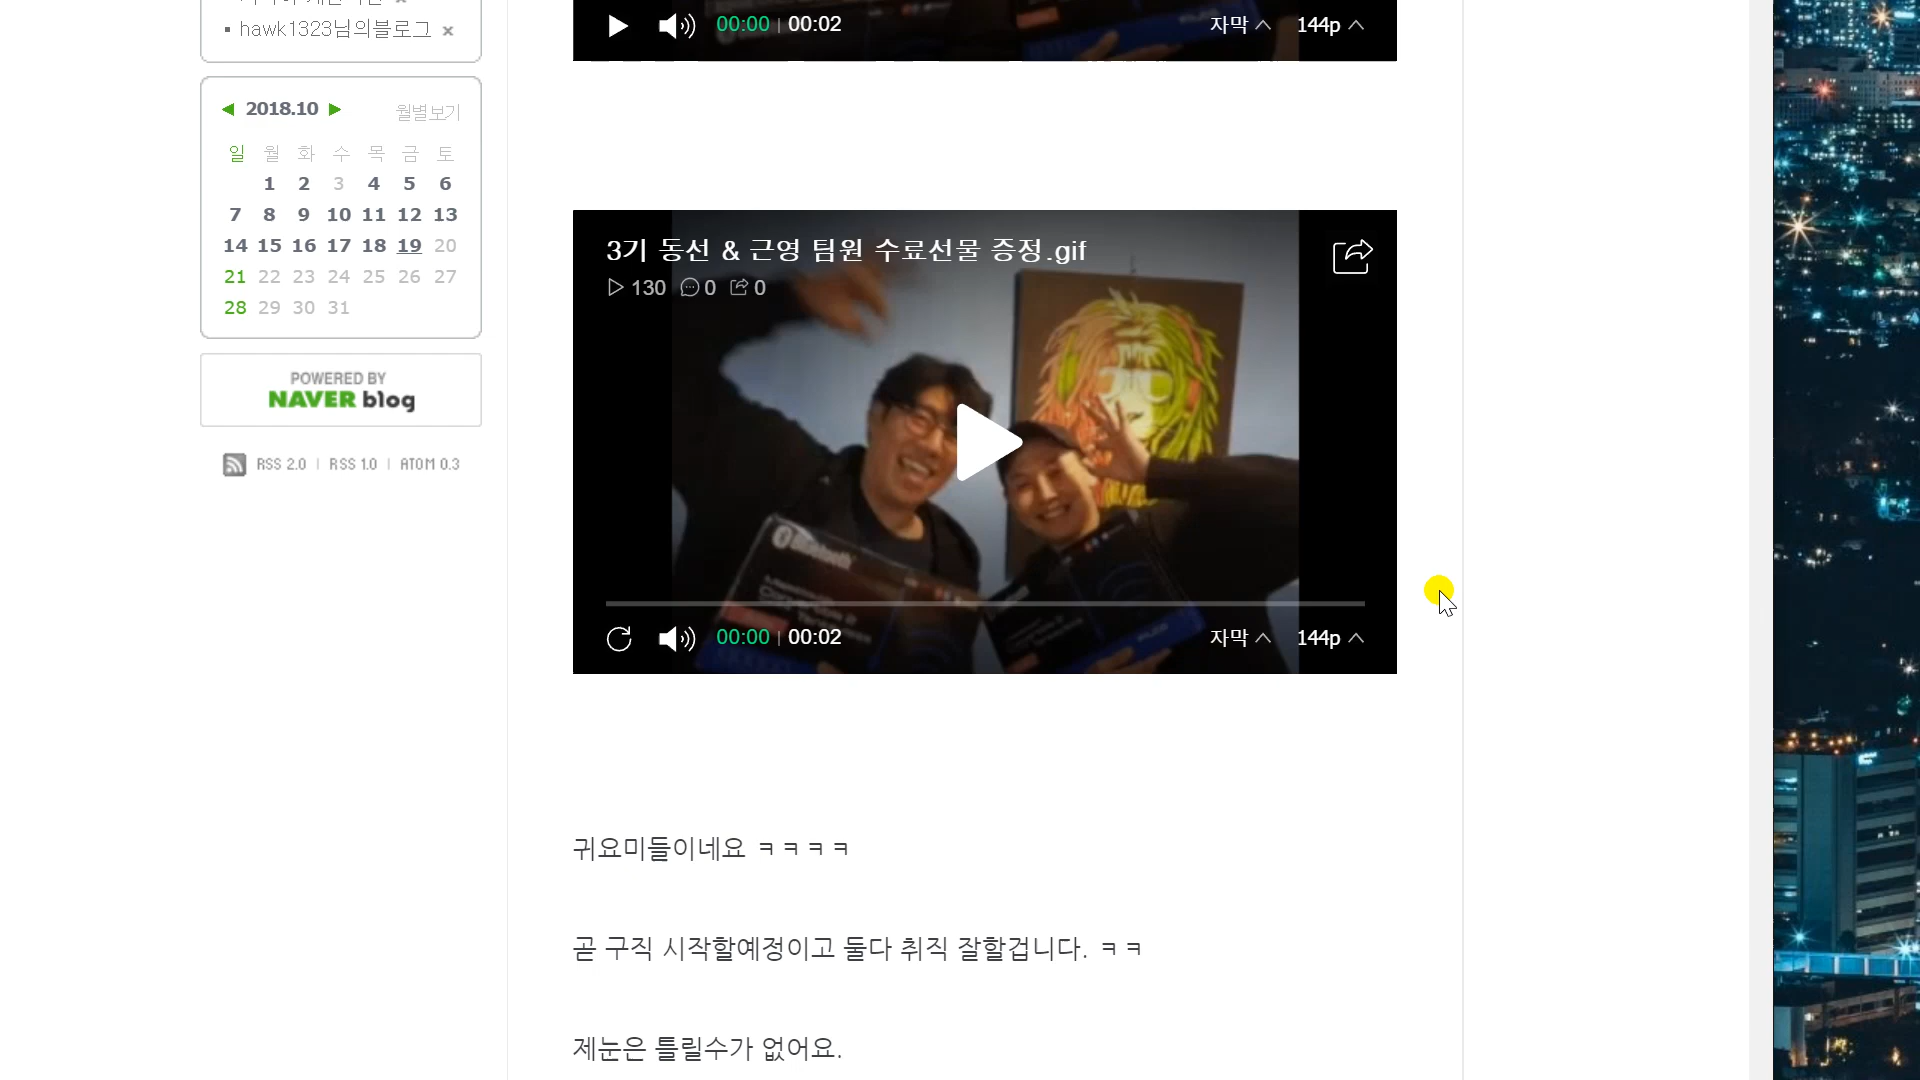 hawk1323님의블로그
00:00 | 00:02 자막 144p
2018.10 월별보기
일 월 화 수 목 금 토
1 2 3 4 5 6
7 8 9 10 11 12 13
14 15 16 17 18 19 20
21 22 23 24 25 26 27
28 29 30 31
POWERED BY
NAVER blog
RSS 2.0 | RSS 1.0 | ATOM 0.3
3기 동선 & 근영 팀원 수료선물 증정.gif
130 0 0
Bluetooth
00:00 | 00:02 자막 144p
귀요미들이네요 ㅋㅋㅋㅋ
곧 구직 시작할예정이고 둘다 취직 잘할겁니다. ㅋㅋ
제눈은 틀릴수가 없어요.